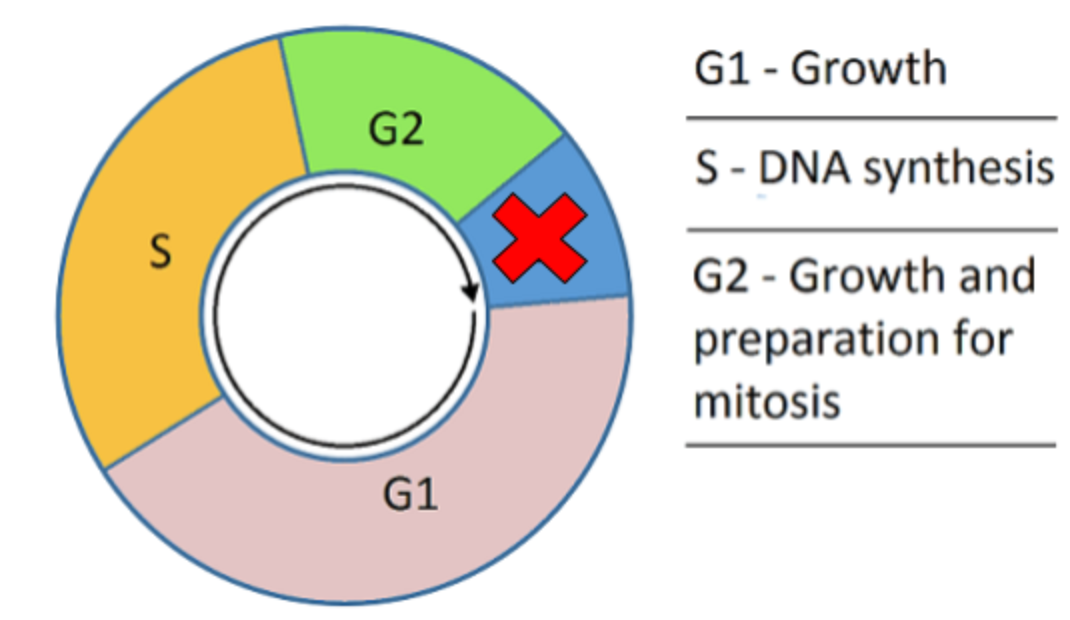 G2
S
G1
G1 - Growth
S - DNA synthesis
G2 - Growth and
preparation for
mitosis